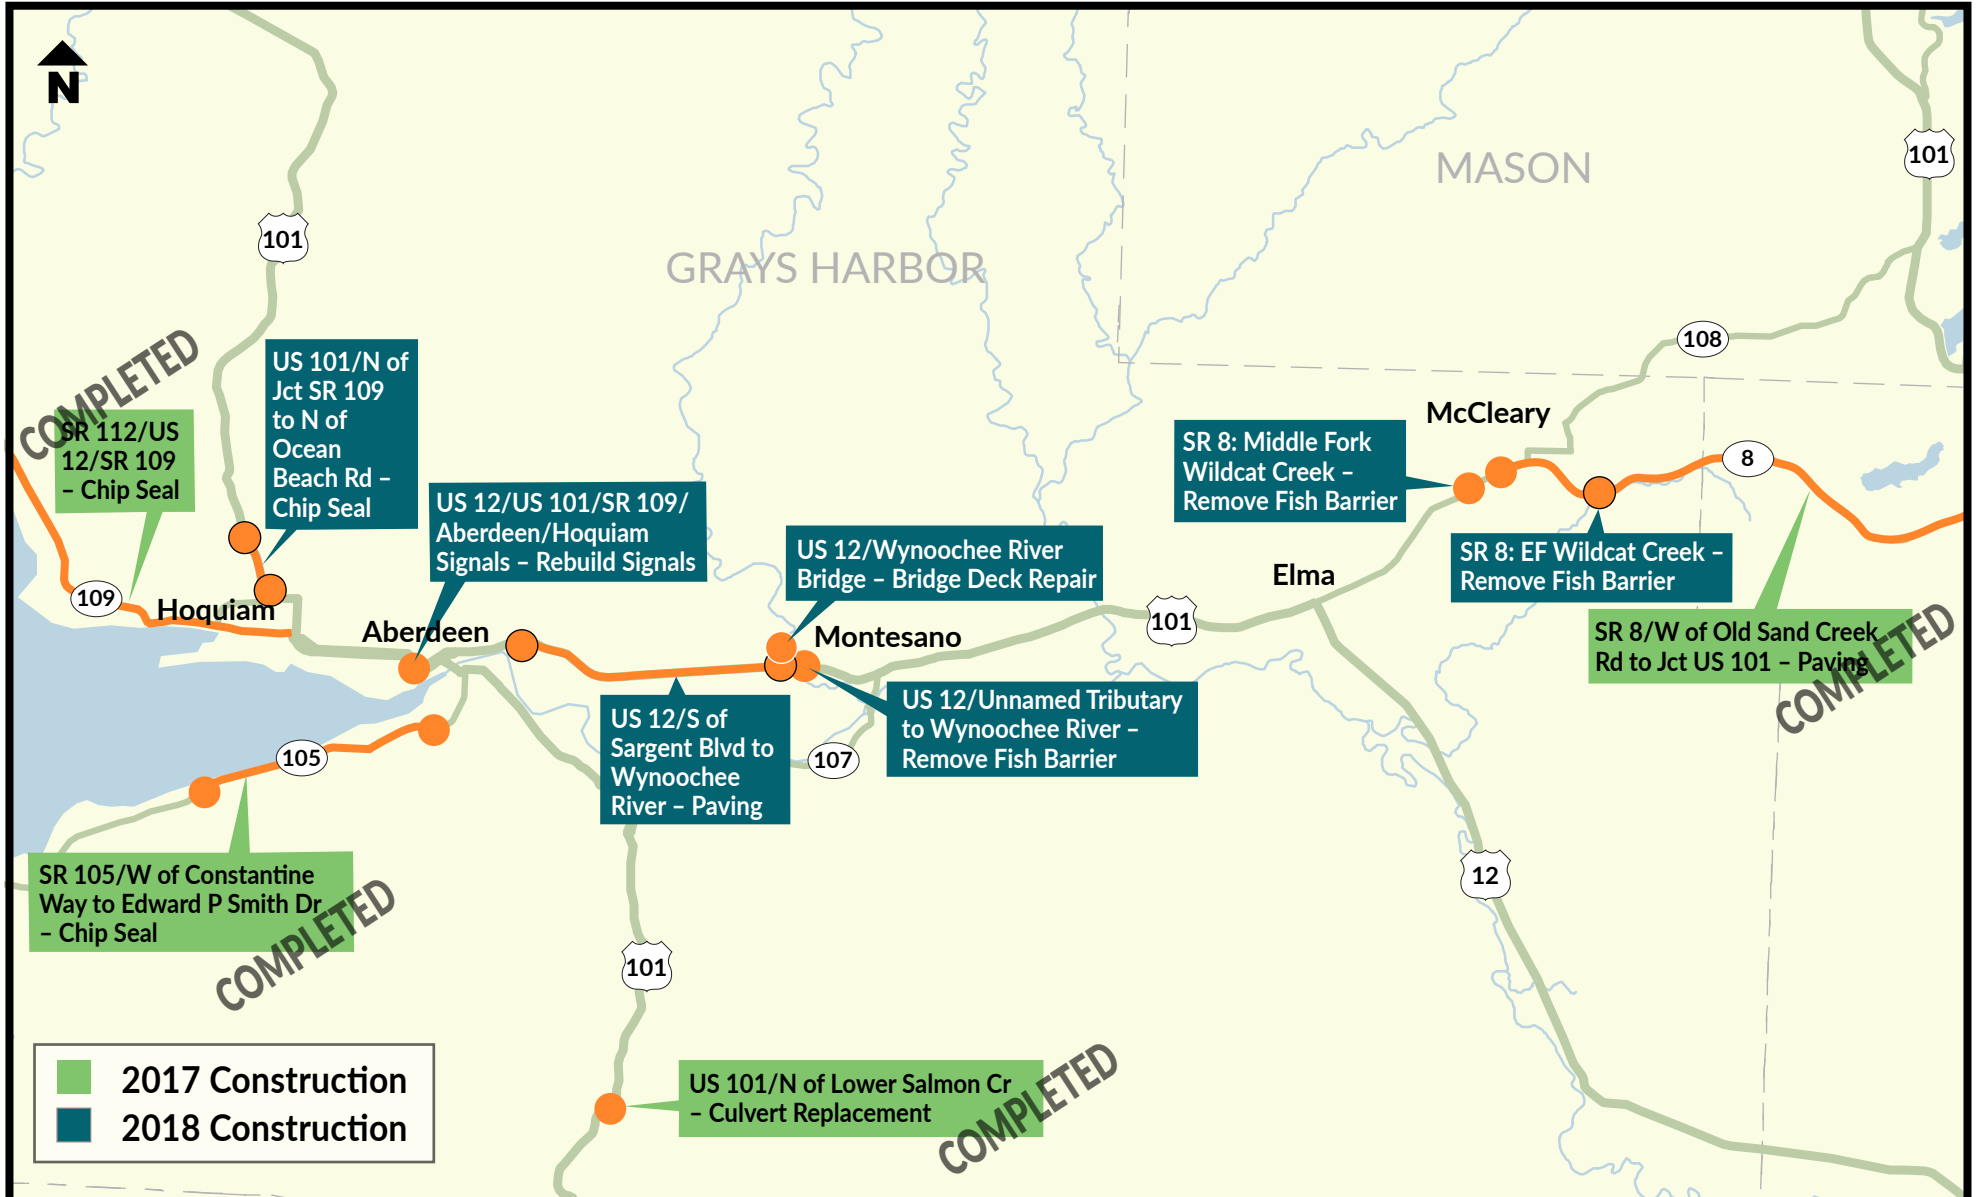 N
101
MASON
101
GRAYS HARBOR
108
COMPLETED
SR 112/US
12/SR 109
– Chip Seal
US 101/N of
Jct SR 109
to N of
Ocean
Beach Rd –
Chip Seal
US 12/US 101/SR 109/
Aberdeen/Hoquiam
Signals – Rebuild Signals
US 12/Wynoochee River
Bridge – Bridge Deck Repair
SR 8: Middle Fork
Wildcat Creek –
Remove Fish Barrier
McCleary
8
SR 8: EF Wildcat Creek –
Remove Fish Barrier
Elma
109
Hoquiam
Aberdeen
Montesano
101
SR 8/W of Old Sand Creek
Rd to Jct US 101 – Paving
COMPLETED
US 12/S of
Sargent Blvd to
Wynoochee
River – Paving
US 12/Unnamed Tributary
to Wynoochee River –
Remove Fish Barrier
107
105
SR 105/W of Constantine
Way to Edward P Smith Dr
– Chip Seal
COMPLETED
12
101
US 101/N of Lower Salmon Cr
– Culvert Replacement
COMPLETED
2017 Construction
2018 Construction